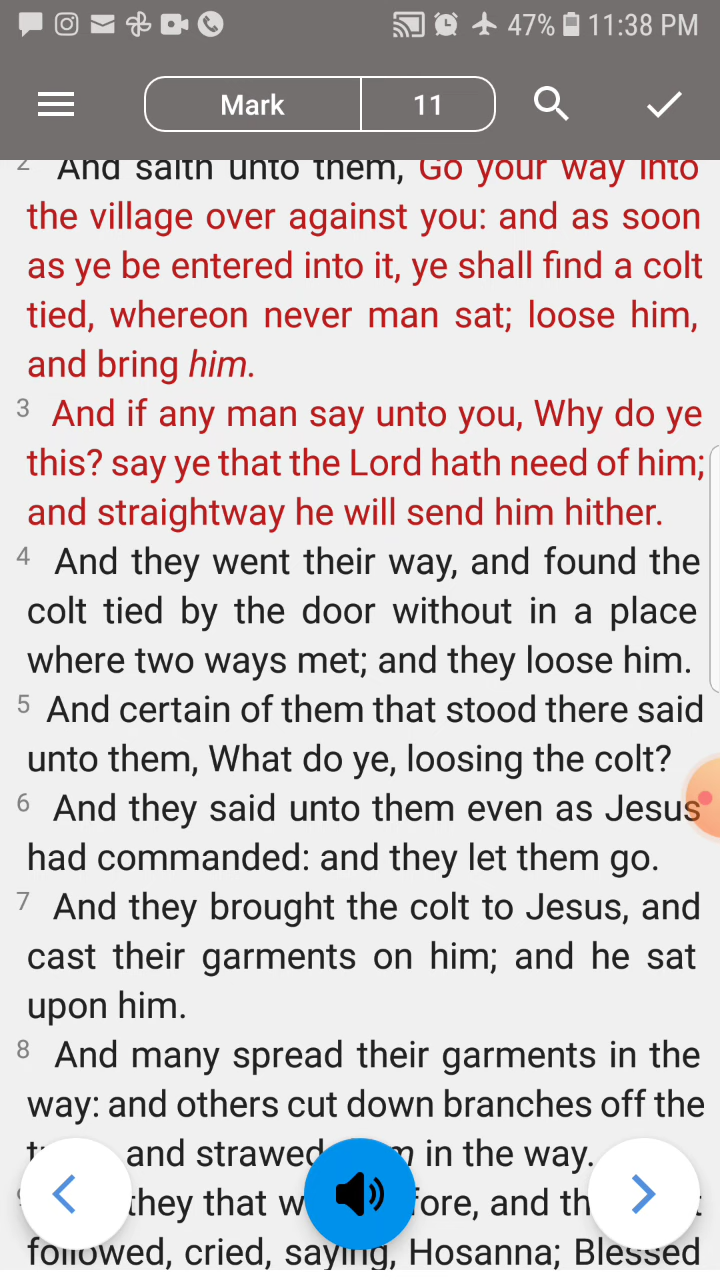 47% 11:38 PM
Mark 11
2 And saith unto them, Go your way into
the village over against you: and as soon
as ye be entered into it, ye shall find a colt
tied, whereon never man sat; loose him,
and bring him.
3 And if any man say unto you, Why do ye
this? say ye that the Lord hath need of him;
and straightway he will send him hither.
4 And they went their way, and found the
colt tied by the door without in a place
where two ways met; and they loose him.
5 And certain of them that stood there said
unto them, What do ye, loosing the colt?
6 And they said unto them even as Jesus
had commanded: and they let them go.
7 And they brought the colt to Jesus, and
cast their garments on him; and he sat
upon him.
8 And many spread their garments in the
way: and others cut down branches off the
and strawed in the way.
they that and
followed, cried, saying, Hosanna; Blessed